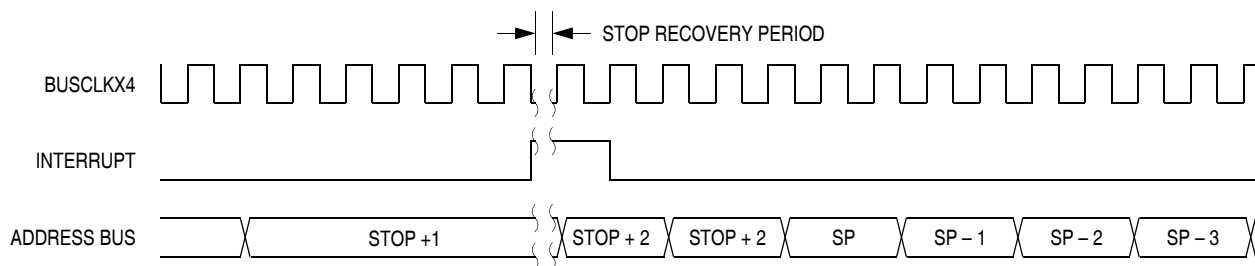 STOP RECOVERY PERIOD
BUSCLKX4
INTERRUPT
ADDRESS BUS STOP +1 STOP + 2 STOP + 2 SP SP – 1 SP – 2 SP – 3